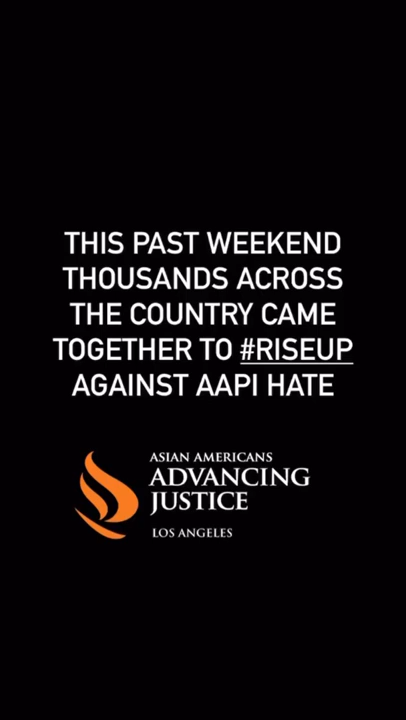 THIS PAST WEEKEND
THOUSANDS ACROSS
THE COUNTRY CAME
TOGETHER TO #RISEUP
AGAINST AAPI HATE
ASIAN AMERICANS
ADVANCING
JUSTICE
LOS ANGELES